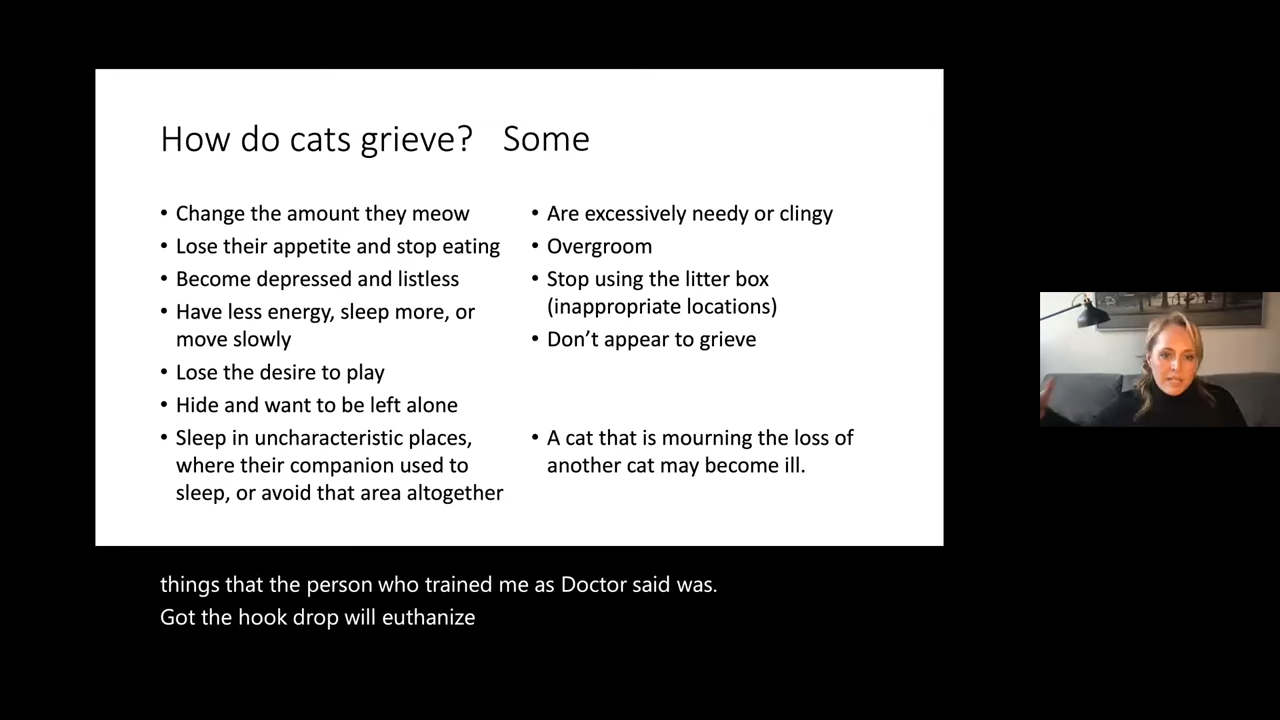 How do cats grieve? Some
• Change the amount they meow
• Lose their appetite and stop eating
• Become depressed and listless
• Have less energy, sleep more, or
move slowly
• Lose the desire to play
• Hide and want to be left alone
• Sleep in uncharacteristic places,
where their companion used to
sleep, or avoid that area altogether
• Are excessively needy or clingy
• Overgroom
• Stop using the litter box
(inappropriate locations)
• Don’t appear to grieve
• A cat that is mourning the loss of
another cat may become ill.
things that the person who trained me as Doctor said was.
Got the hook drop will euthanize